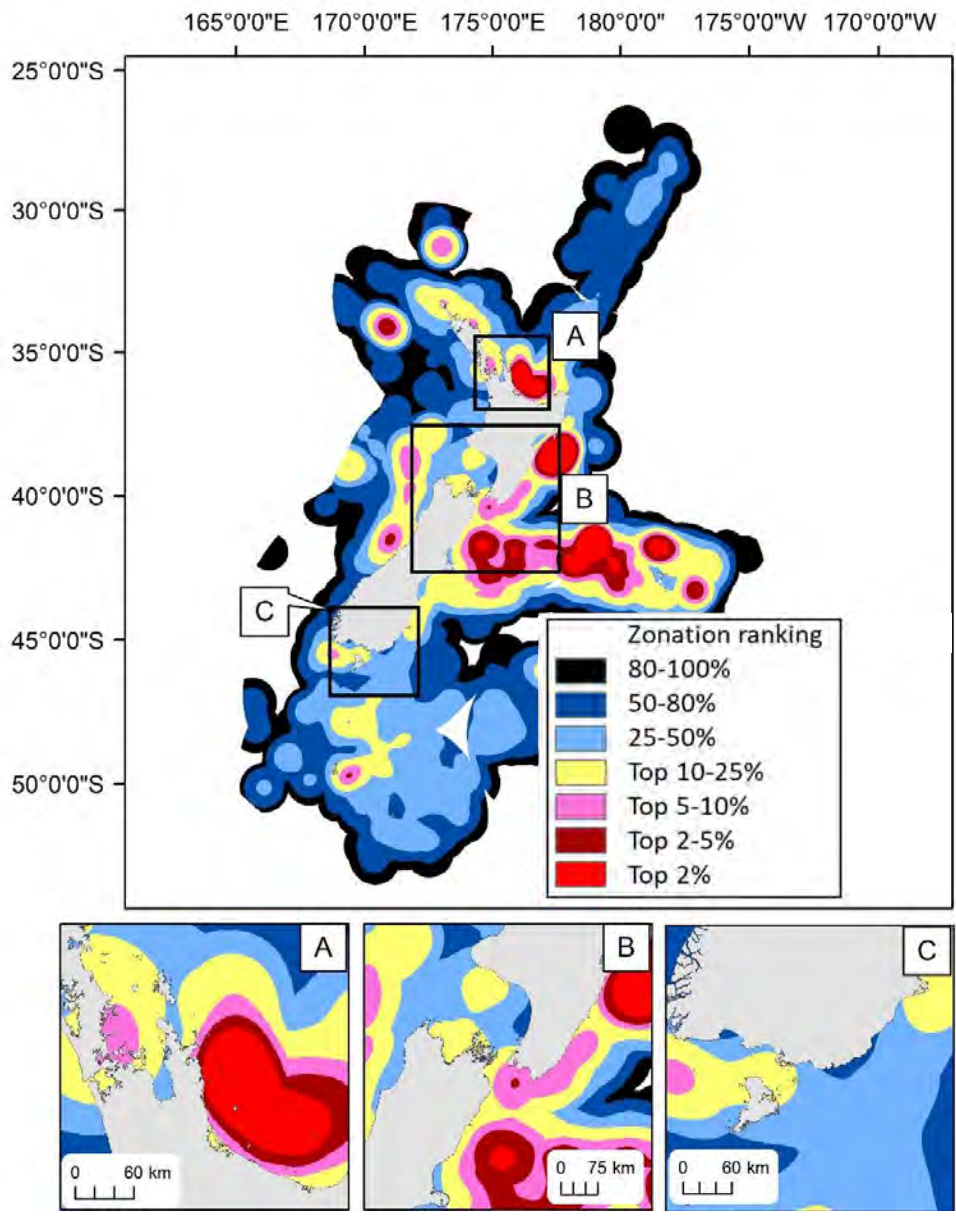 165°0'0"E 170°0'0"E 175°0'0"E 180°0'0" 175°0'0"W 170°0'0"W
25°0'0"S
30°0'0"S
35°0'0"S
40°0'0"S
45°0'0"S
50°0'0"S
A
B
C
Zonation ranking
80-100%
50-80%
25-50%
Top 10-25%
Top 5-10%
Top 2-5%
Top 2%
A
0 60 km
B
0 75 km
C
0 60 km